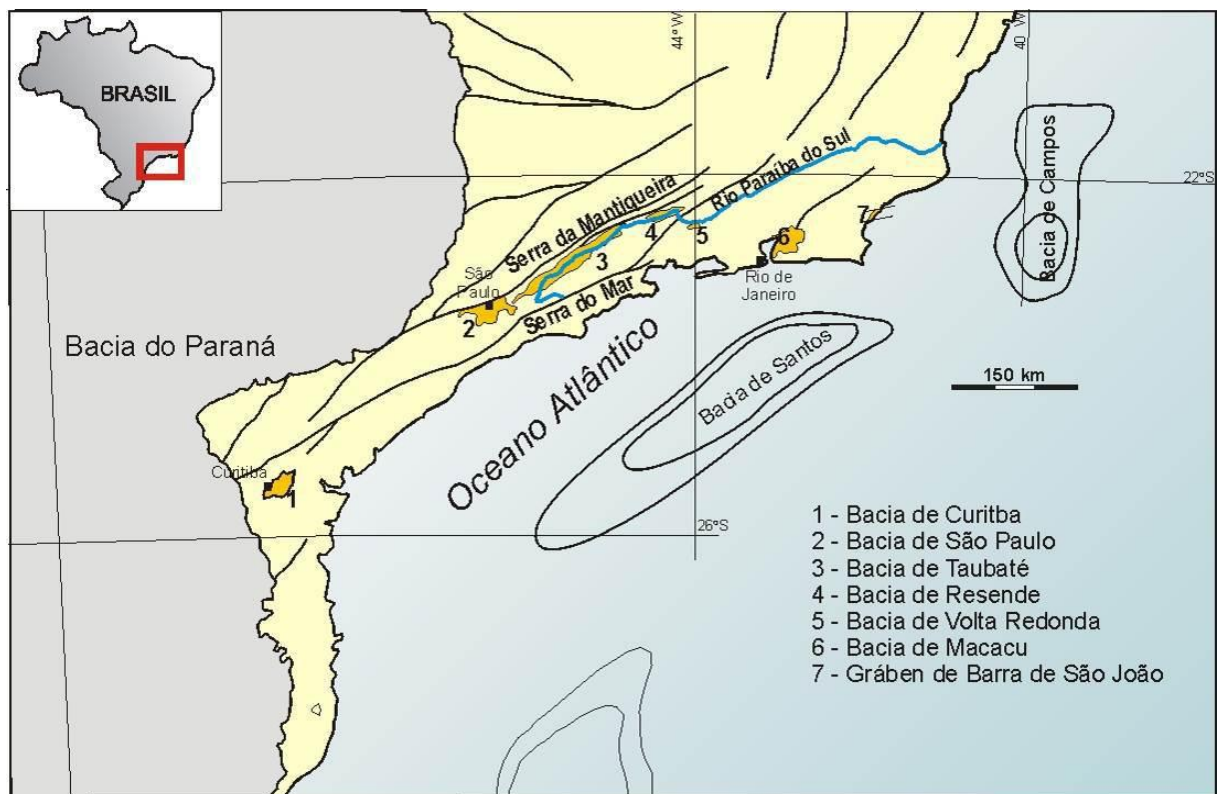 BRASIL
44° W
40 W
22°S
Bacia de Campos
Rio Paraíba do Sul
Serra da Mantiqueira
7
6
5
4
3
São
Paulo
Rio de
Janeiro
Serra do Mar
2
Bacia do Paraná
Oceano Atlântico
Bacia de Santos
150 km
Curitiba
1
26°S
1 - Bacia de Curitba
2 - Bacia de São Paulo
3 - Bacia de Taubaté
4 - Bacia de Resende
5 - Bacia de Volta Redonda
6 - Bacia de Macacu
7 - Gráben de Barra de São João